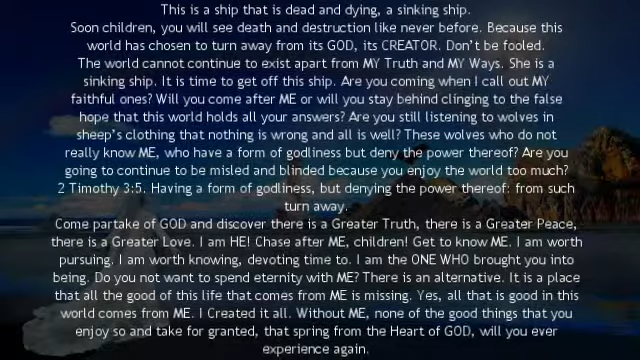 This is a ship that is dead and dying, a sinking ship.
Soon children, you will see death and destruction like never before. Because this
world has chosen to turn away from its GOD, its CREATOR. Don't be fooled.
The world cannot continue to exist apart from MY Truth and MY Ways. She is a
sinking ship. It is time to get off this ship. Are you coming when I call out MY
faithful ones? Will you come after ME or will you stay behind clinging to the false
hope that this world holds all your answers? Are you still listening to wolves in
sheep's clothing that nothing is wrong and all is well? These wolves who do not
really know ME, who have a form of godliness but deny the power thereof? Are you
going to continue to be misled and blinded because you enjoy the world too much?
2 Timothy 3:5. Having a form of godliness, but denying the power thereof: from such
turn away.
Come partake of GOD and discover there is a Greater Truth, there is a Greater Peace,
there is a Greater Love. I am HE! Chase after ME, children! Get to know ME. I am worth
pursuing. I am worth knowing, devoting time to. I am the ONE WHO brought you into
being. Do you not want to spend eternity with ME? There is an alternative. It is a place
that all the good of this life that comes from ME is missing. Yes, all that is good in this
world comes from ME. I Created it all. Without ME, none of the good things that you
enjoy so and take for granted, that spring from the Heart of GOD, will you ever
experience again.